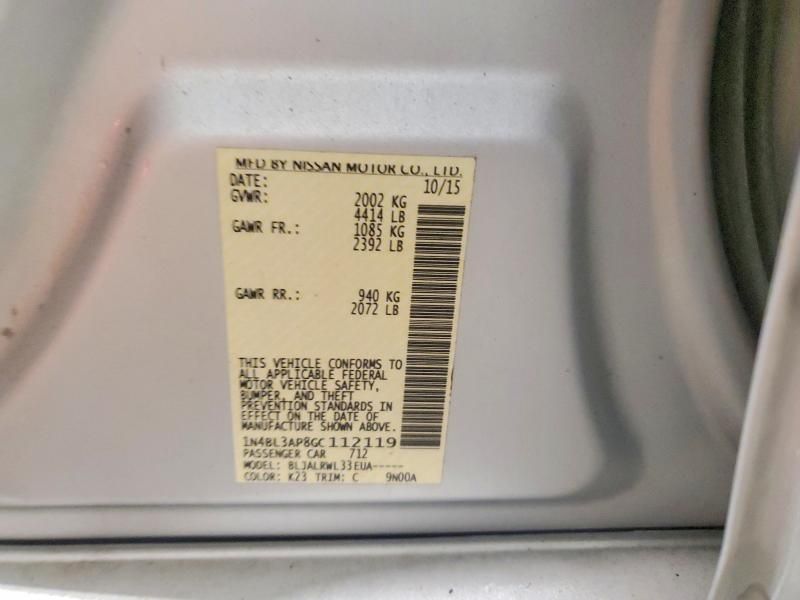 MFD BY NISSAN MOTOR CO., LTD.
DATE: 10/15
GVWR: 2002 KG
4414 LB
GAWR FR.: 1085 KG
2392 LB
GAWR RR.: 940 KG
2072 LB
THIS VEHICLE CONFORMS TO
ALL APPLICABLE FEDERAL
MOTOR VEHICLE SAFETY,
BUMPER, AND THEFT
PREVENTION STANDARDS IN
EFFECT ON THE DATE OF
MANUFACTURE SHOWN ABOVE.
1N4BL3AP8GC112119
PASSENGER CAR 712
MODEL: BLJALRWL33EUA-----
COLOR: K23 TRIM: C 9N00A